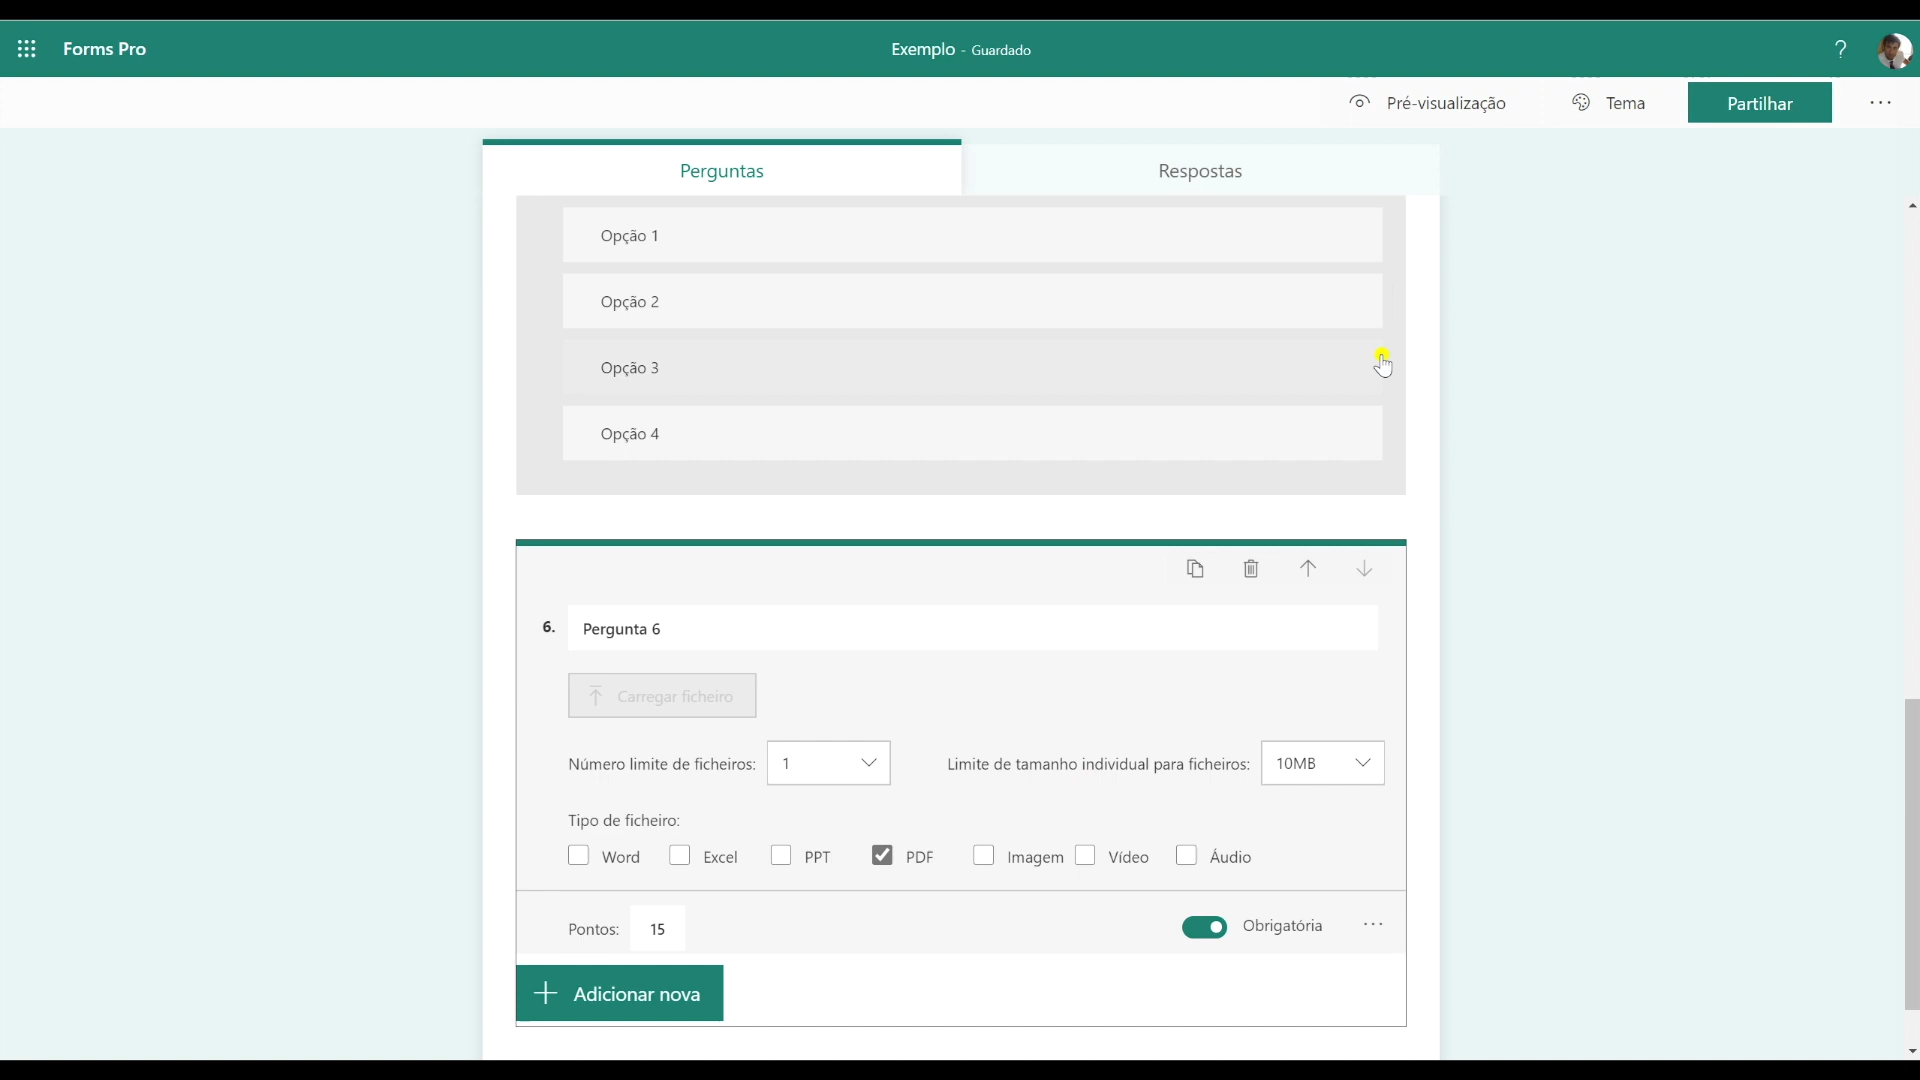 Forms Pro
Exemplo - Guardado
?
Pré-visualização
Tema
Partilhar
...
Perguntas
Respostas
Opção 1
Opção 2
Opção 3
Opção 4
6. Pergunta 6
Carregar ficheiro
Número limite de ficheiros: 1
Limite de tamanho individual para ficheiros: 10MB
Tipo de ficheiro:
Word Excel PPT PDF Imagem Vídeo Áudio
Pontos: 15
Obrigatória ...
Adicionar nova